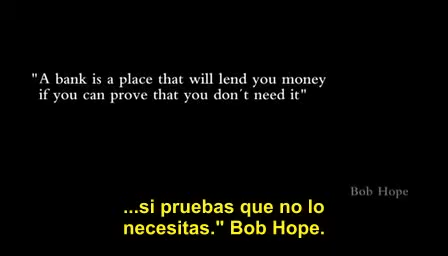 "A bank is a place that will lend you money
if you can prove that you don´t need it"
Bob Hope
...si pruebas que no lo
necesitas." Bob Hope.